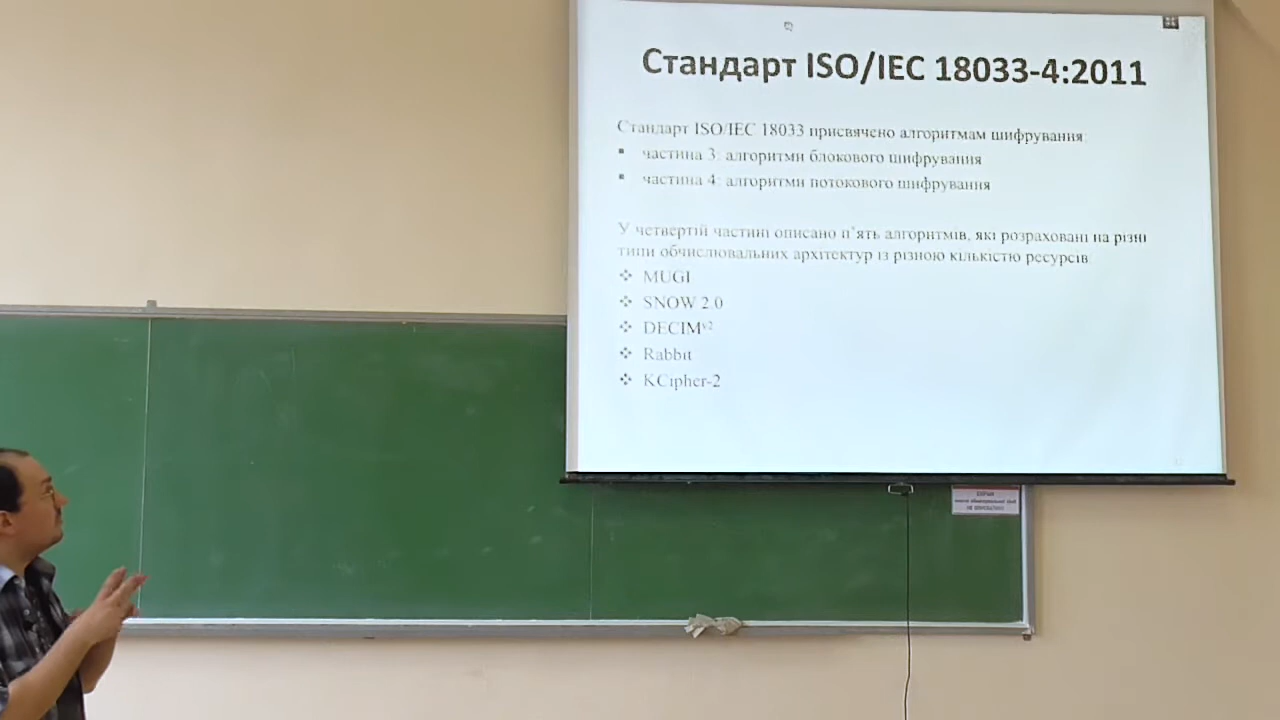 Стандарт ISO/IEC 18033-4:2011
Стандарт ISO/IEC 18033 присвячено алгоритмам шифрування:
▪ частина 3: алгоритми блокового шифрування
▪ частина 4: алгоритми потокового шифрування
У четвертій частині описано п’ять алгоритмів, які розраховані на різні
типи обчислювальних архітектур із різною кількістю ресурсів
❖ MUGI
❖ SNOW 2.0
❖ DECIMv2
❖ Rabbit
❖ KCipher-2